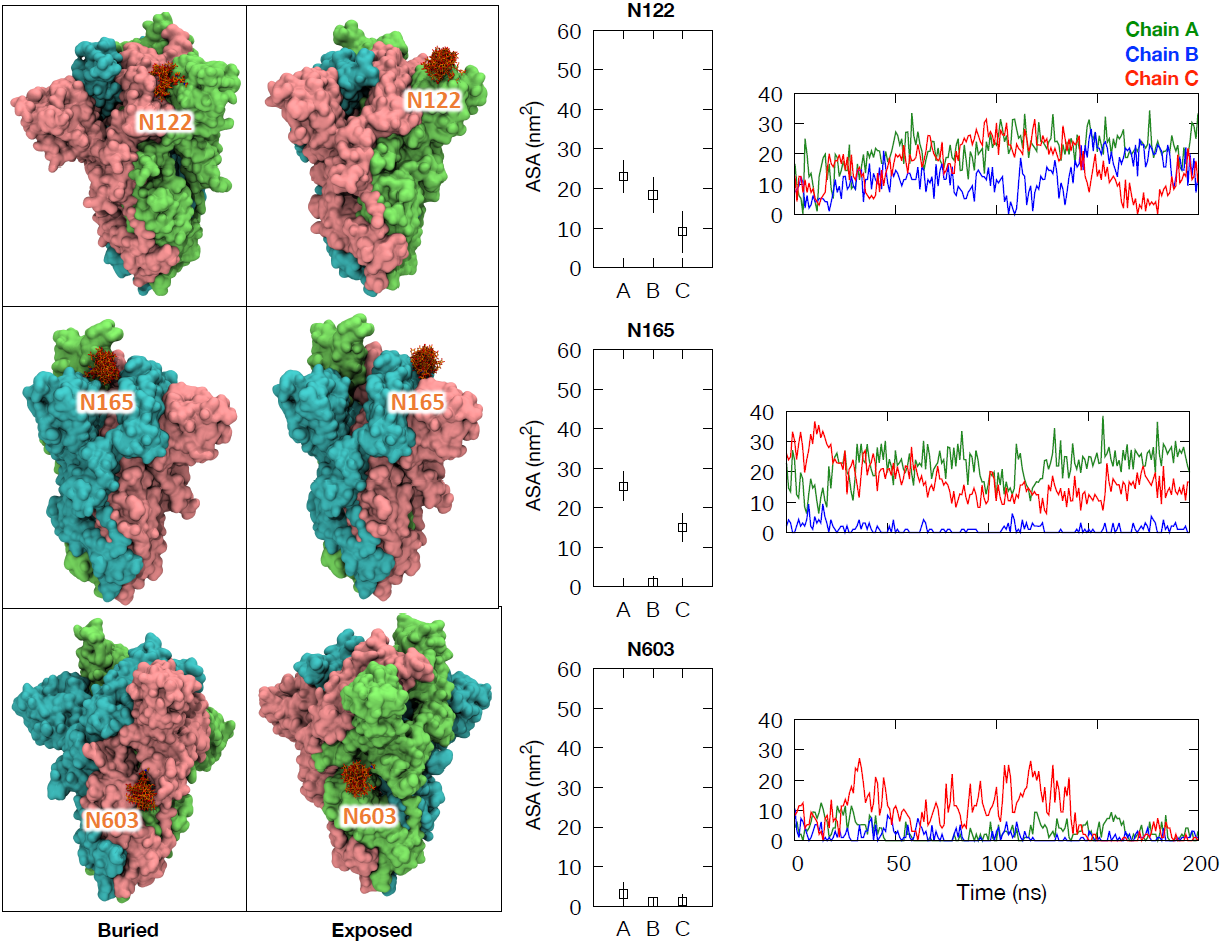 N122
Chain A
Chain B
Chain C
N122
N122
ASA (nm2)
60
50
40
30
20
10
0
A B C
40
30
20
10
0
N165
N165
N165
ASA (nm2)
60
50
40
30
20
10
0
A B C
40
30
20
10
0
N603
N603
N603
ASA (nm2)
60
50
40
30
20
10
0
A B C
40
30
20
10
0
0 50 100 150 200
Time (ns)
Buried Exposed